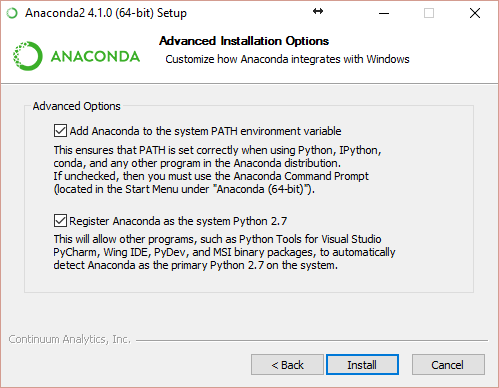 Anaconda2 4.1.0 (64-bit) Setup
Advanced Installation Options
Customize how Anaconda integrates with Windows
ANACONDA
Advanced Options
Add Anaconda to the system PATH environment variable
This ensures that PATH is set correctly when using Python, IPython,
conda, and any other program in the Anaconda distribution.
If unchecked, then you must use the Anaconda Command Prompt
(located in the Start Menu under "Anaconda (64-bit)").
Register Anaconda as the system Python 2.7
This will allow other programs, such as Python Tools for Visual Studio
PyCharm, Wing IDE, PyDev, and MSI binary packages, to automatically
detect Anaconda as the primary Python 2.7 on the system.
Continuum Analytics, Inc.
< Back
Install
Cancel